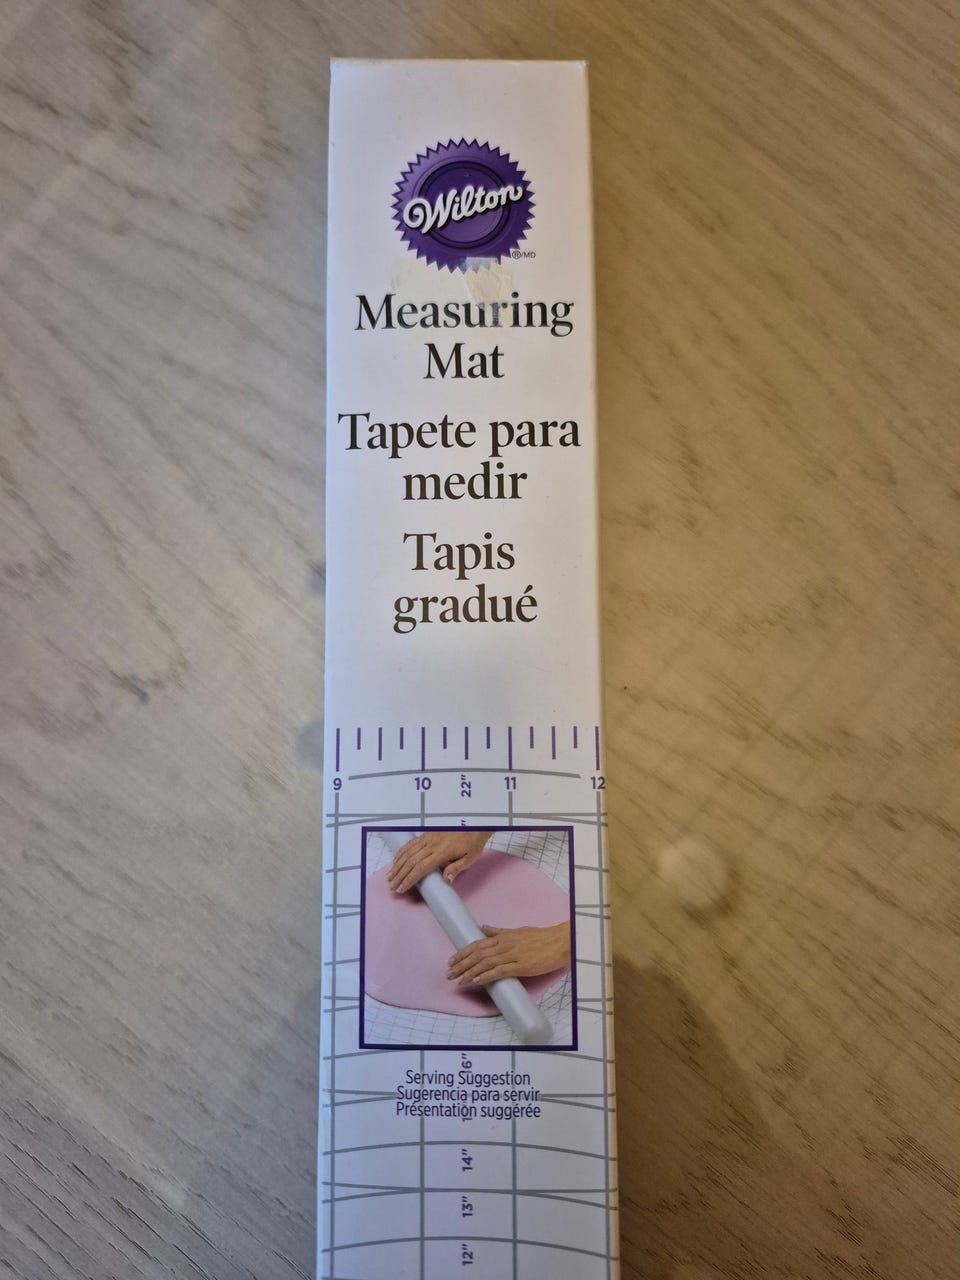 Wilton
®/MD
Measuring
Mat
Tapete para
medir
Tapis
gradué
9 10 11 12
22"
16"
Serving Suggestion
Sugerencia para servir
Présentation suggérée
14"
13"
12"